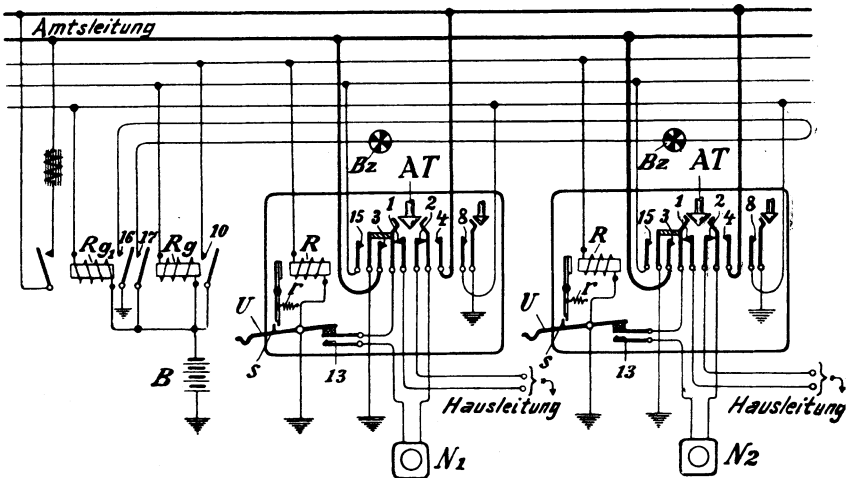 Amtsleitung
Bz
Bz
AT
AT
15 3 1 2 4 8
15 3 1 2 4 8
Rg1 16 17 Rg 10
R
R
r
r
U
U
s
s
13
13
B
Hausleitung
Hausleitung
N1
N2